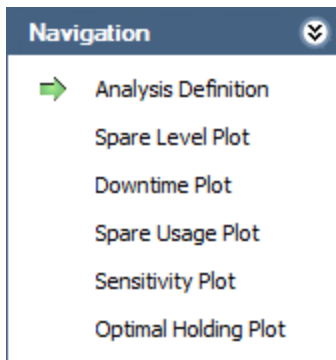 Navigation
Analysis Definition
Spare Level Plot
Downtime Plot
Spare Usage Plot
Sensitivity Plot
Optimal Holding Plot